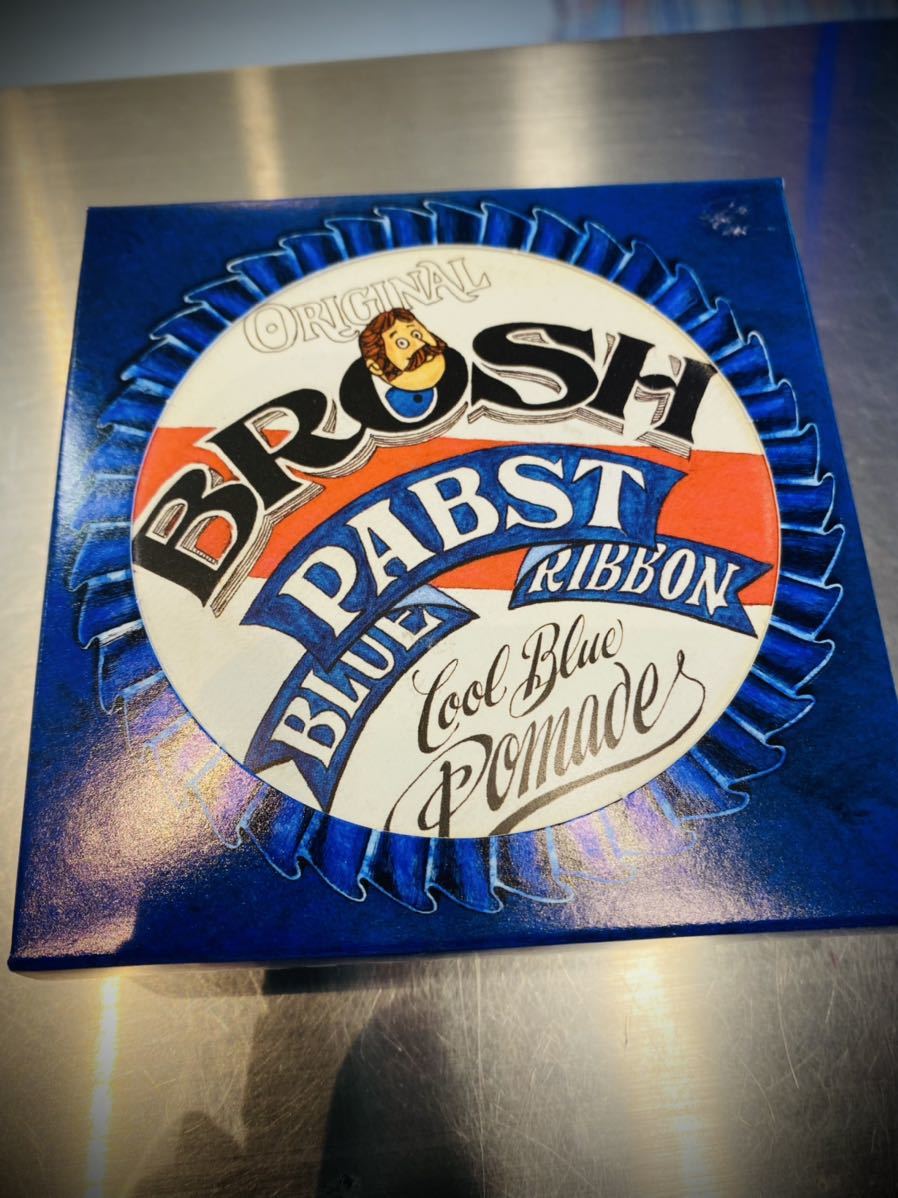 ORIGINAL
BROSH
PABST
BLUE RIBBON
Cool Blue
Pomade